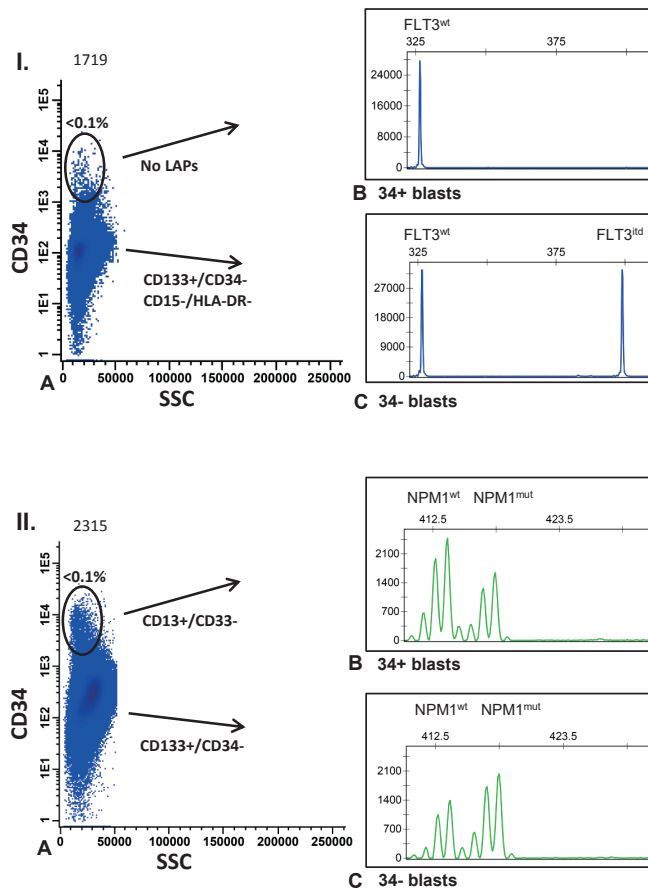 I.
1719
1E5
1E4
1E3
1E2
1E1
1
CD34
<0.1%
No LAPs
CD133+/CD34-
CD15-/HLA-DR-
0 50000 100000 150000 200000 250000
SSC
A
FLT3wt
325 375
24000
18000
12000
6000
0
B 34+ blasts
FLT3wt FLT3itd
325 375
27000
18000
9000
0
C 34- blasts
II.
2315
1E5
1E4
1E3
1E2
1E1
1
CD34
<0.1%
CD13+/CD33-
CD133+/CD34-
0 50000 100000 150000 200000 250000
SSC
A
NPM1wt NPM1mut
412.5 423.5
2100
1400
700
0
B 34+ blasts
NPM1wt NPM1mut
412.5 423.5
2100
1400
700
0
C 34- blasts